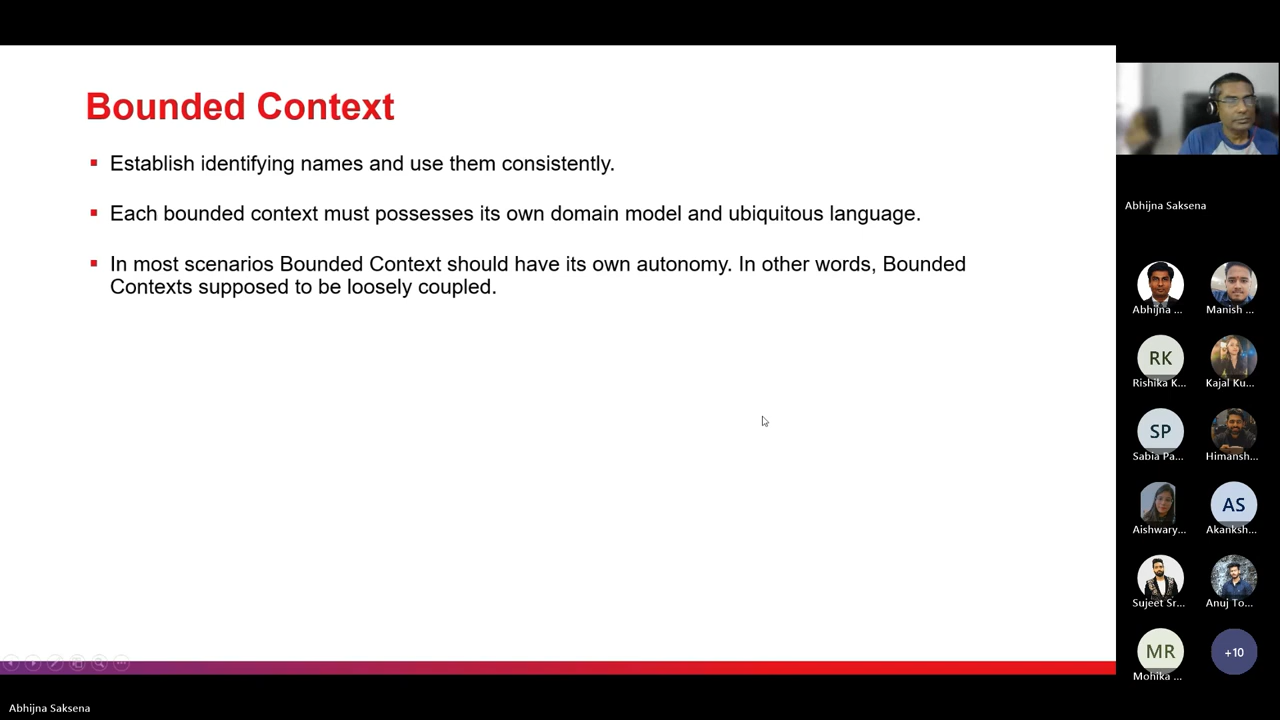 Bounded Context
Establish identifying names and use them consistently.
Each bounded context must possesses its own domain model and ubiquitous language.
In most scenarios Bounded Context should have its own autonomy. In other words, Bounded
Contexts supposed to be loosely coupled.
Abhijna Saksena
Abhijna ...
Manish ...
RK
Rishika K...
Kajal Ku...
SP
Sabia Pa...
Himansh...
Aishwary...
AS
Akanksh...
Sujeet Sr...
Anuj To...
MR
Mohika ...
+10
Abhijna Saksena